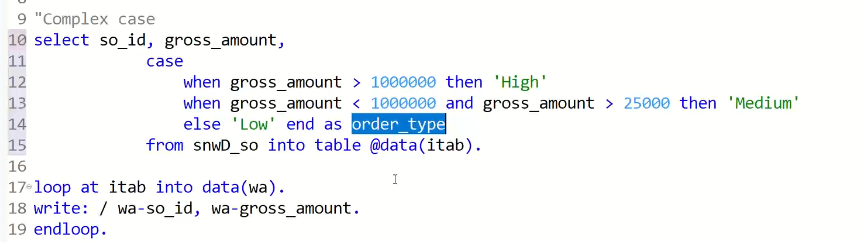 9 "Complex case
10 select so_id, gross_amount,
11 case
12 when gross_amount > 1000000 then 'High'
13 when gross_amount < 1000000 and gross_amount > 25000 then 'Medium'
14 else 'Low' end as order_type
15 from snwD_so into table @data(itab).
16
17 loop at itab into data(wa).
18 write: / wa-so_id, wa-gross_amount.
19 endloop.